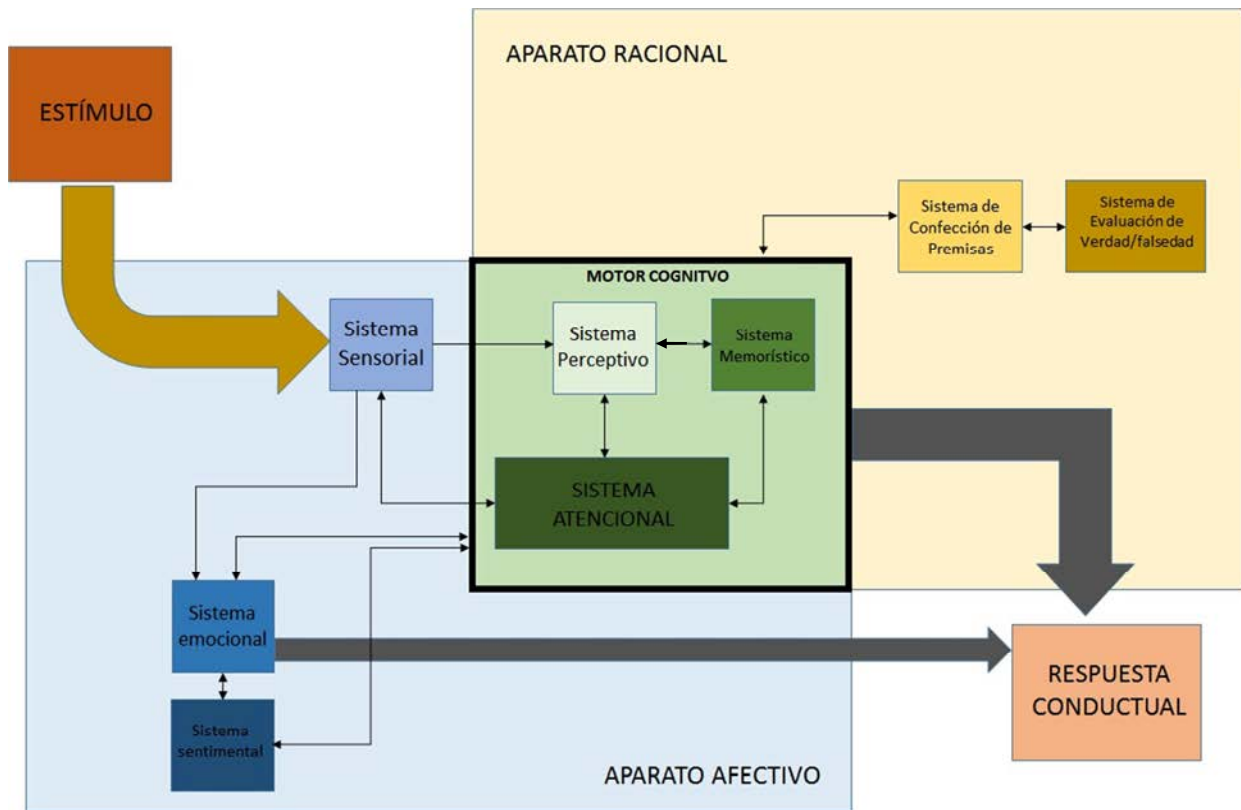 APARATO RACIONAL
ESTÍMULO
Sistema de
Confección de
Premisas
Sistema de
Evaluación de
Verdad/falsedad
MOTOR COGNITVO
Sistema
Sensorial
Sistema
Perceptivo
Sistema
Memorístico
SISTEMA
ATENCIONAL
Sistema
emocional
RESPUESTA
CONDUCTUAL
Sistema
sentimental
APARATO AFECTIVO